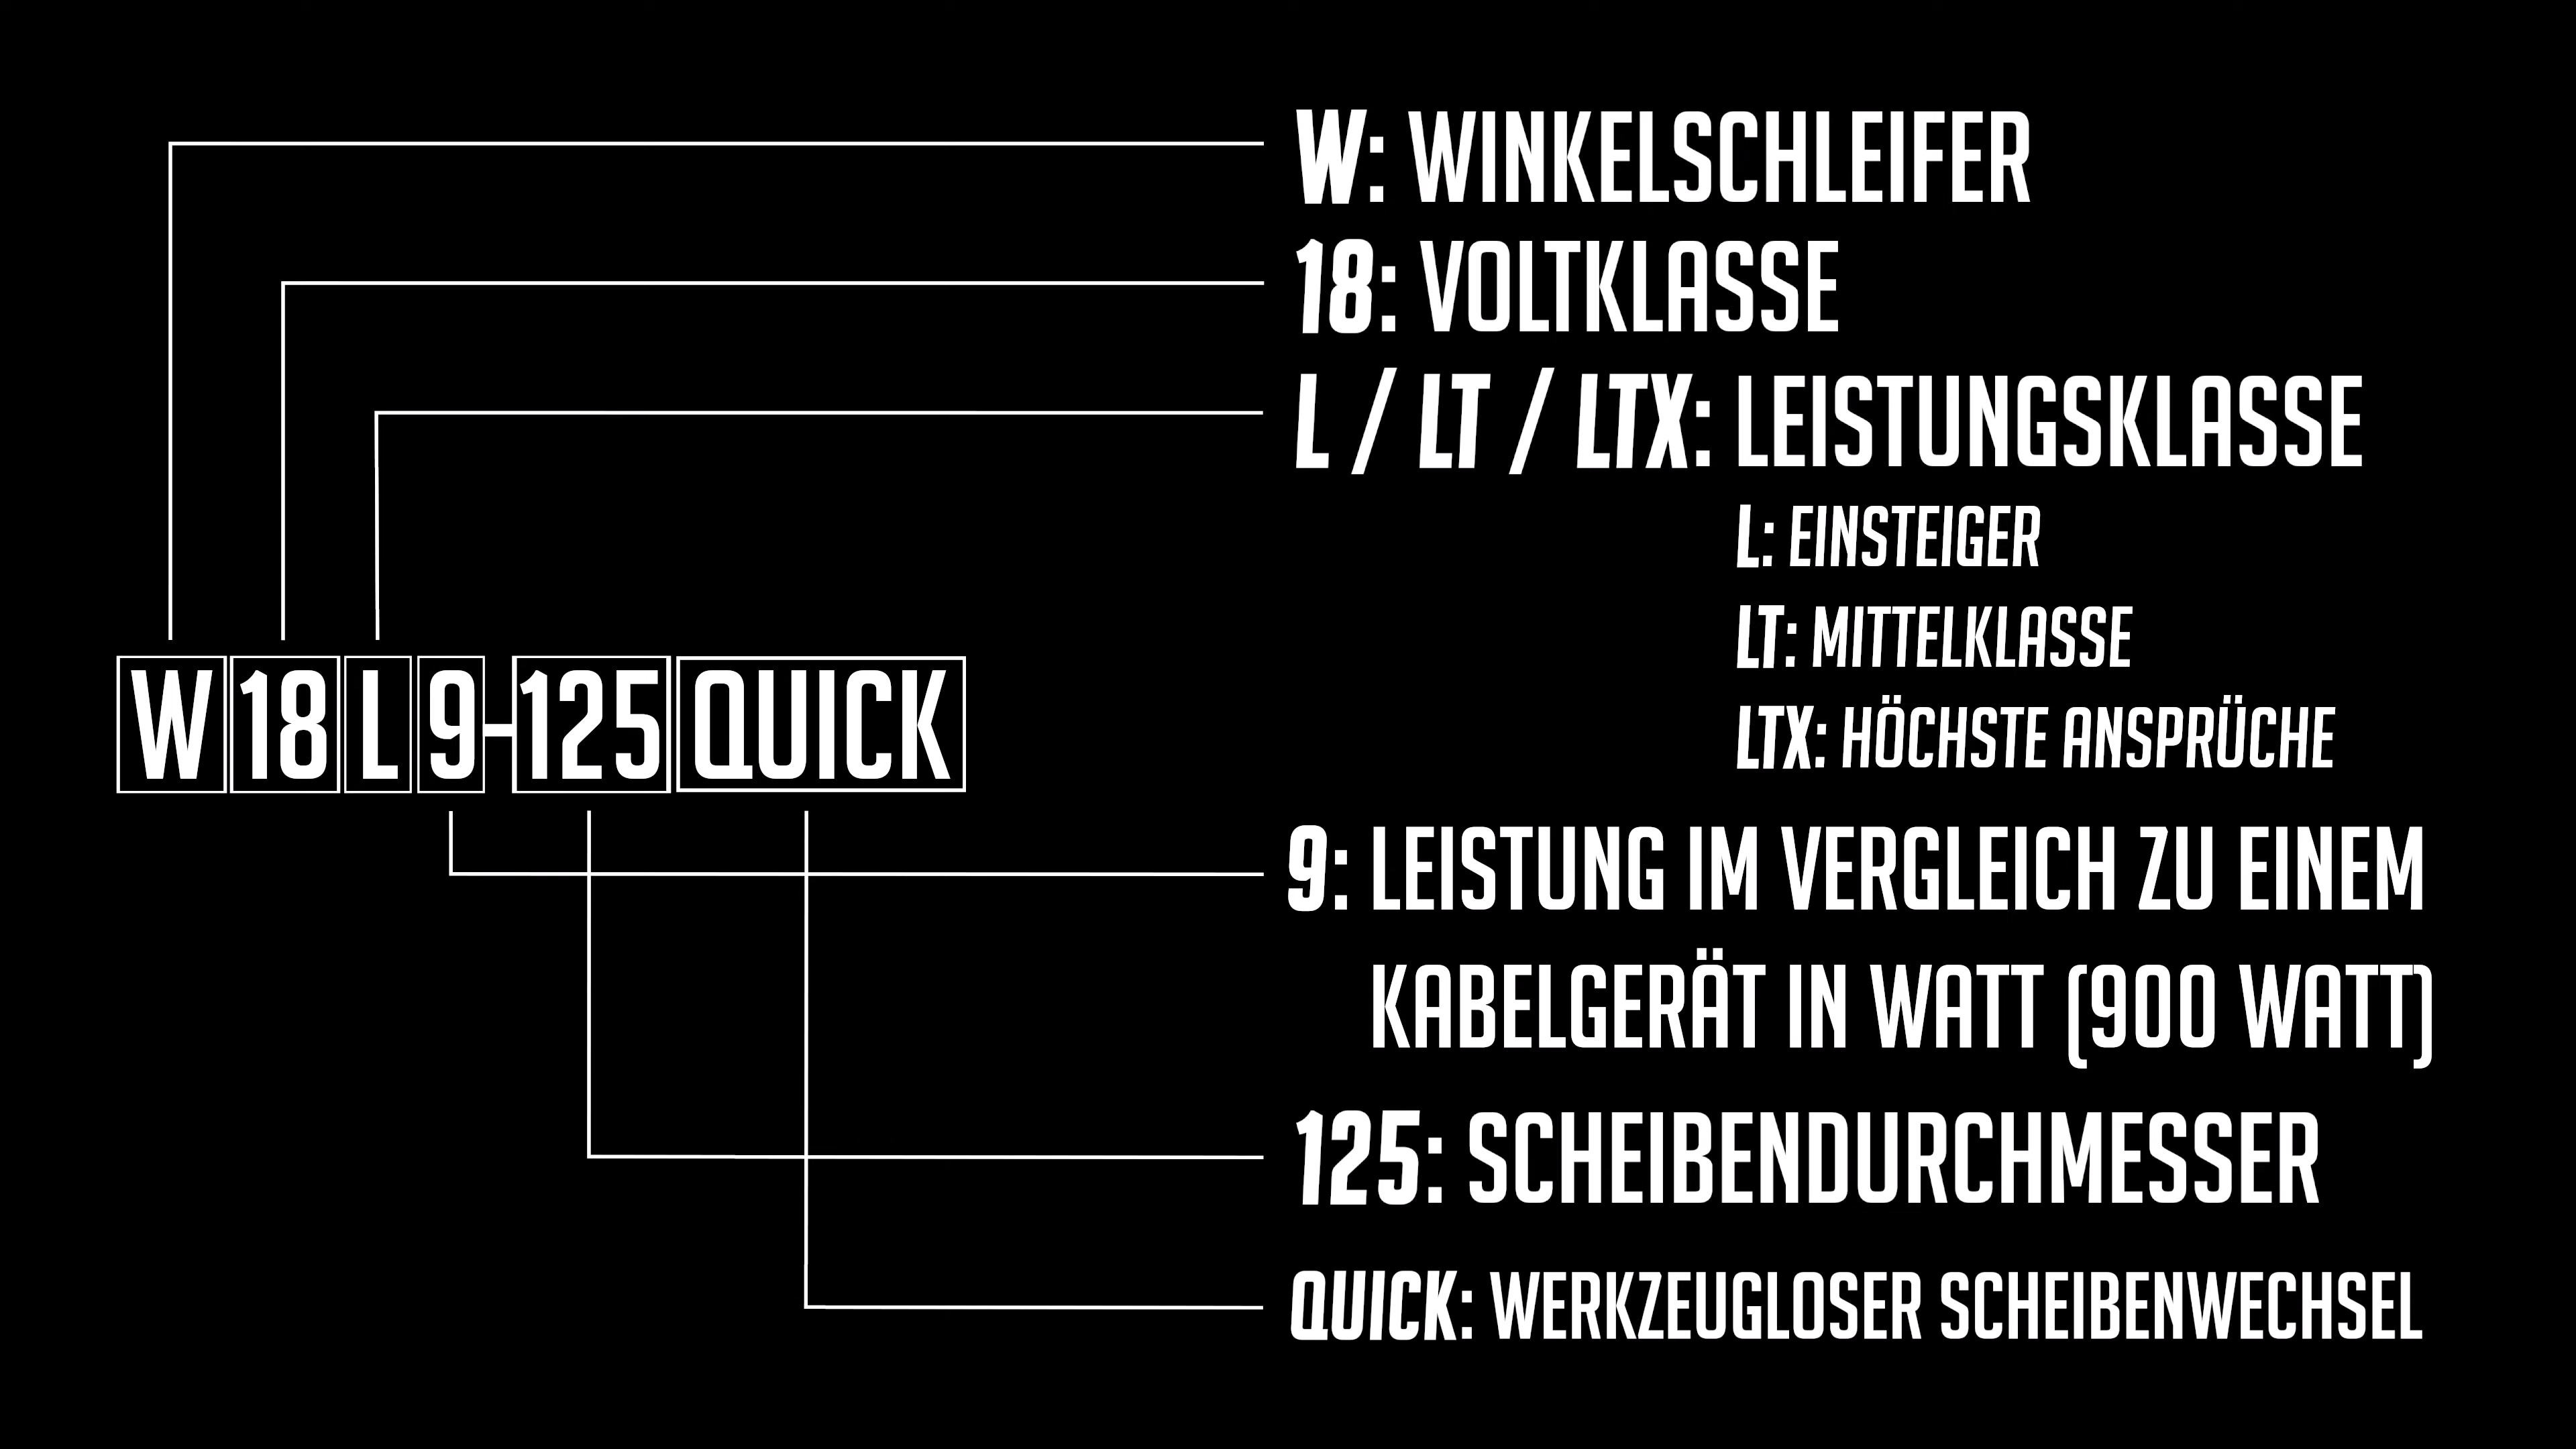 W: WINKELSCHLEIFER
18: VOLTKLASSE
L / LT / LTX: LEISTUNGSKLASSE
L: EINSTEIGER
LT: MITTELKLASSE
LTX: HÖCHSTE ANSPRÜCHE
W 18 L 9-125 QUICK
9: LEISTUNG IM VERGLEICH ZU EINEM
KABELGERÄT IN WATT (900 WATT)
125: SCHEIBENDURCHMESSER
QUICK: WERKZEUGLOSER SCHEIBENWECHSEL